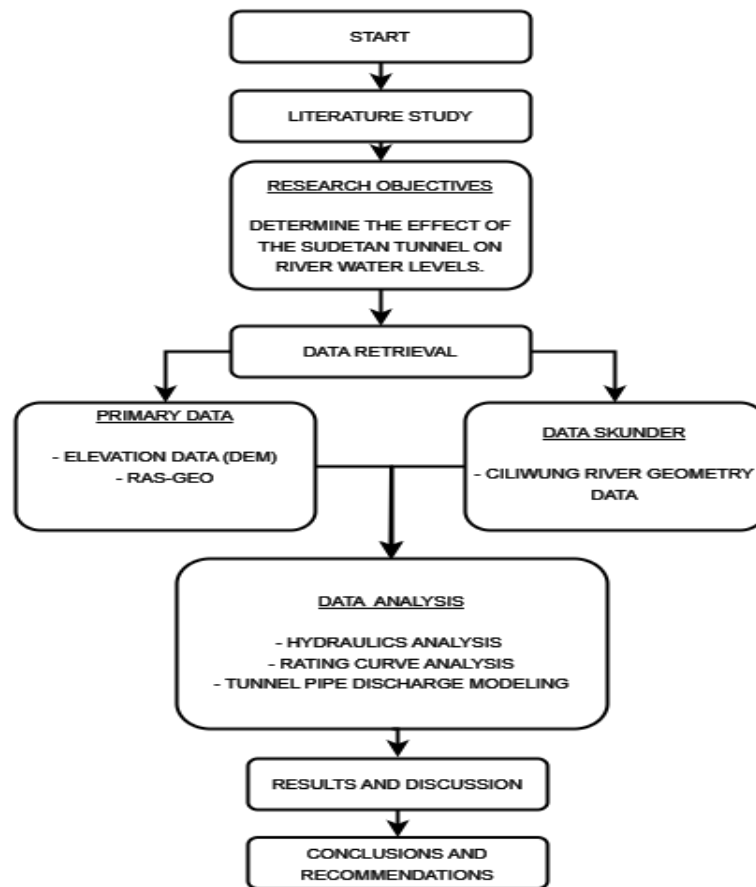 START
LITERATURE STUDY
RESEARCH OBJECTIVES
DETERMINE THE EFFECT OF
THE SUDETAN TUNNEL ON
RIVER WATER LEVELS.
DATA RETRIEVAL
PRIMARY DATA
- ELEVATION DATA (DEM)
- RAS-GEO
DATA SKUNDER
- CILIWUNG RIVER GEOMETRY
DATA
DATA ANALYSIS
- HYDRAULICS ANALYSIS
- RATING CURVE ANALYSIS
- TUNNEL PIPE DISCHARGE MODELING
RESULTS AND DISCUSSION
CONCLUSIONS AND
RECOMMENDATIONS